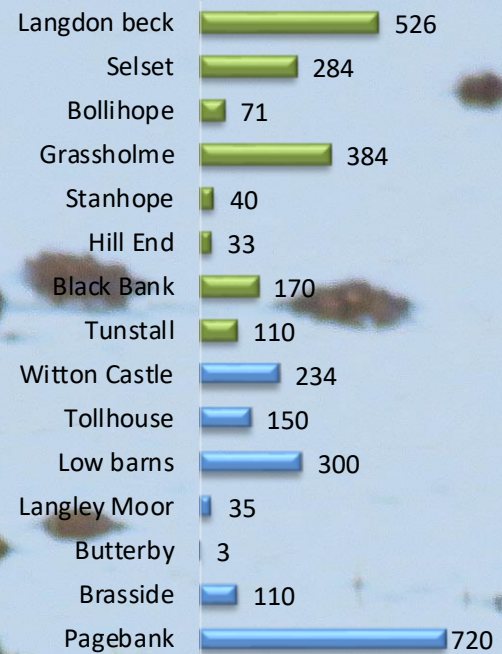 Langdon beck 526
Selset 284
Bollihope 71
Grassholme 384
Stanhope 40
Hill End 33
Black Bank 170
Tunstall 110
Witton Castle 234
Tollhouse 150
Low barns 300
Langley Moor 35
Butterby 3
Brasside 110
Pagebank 720